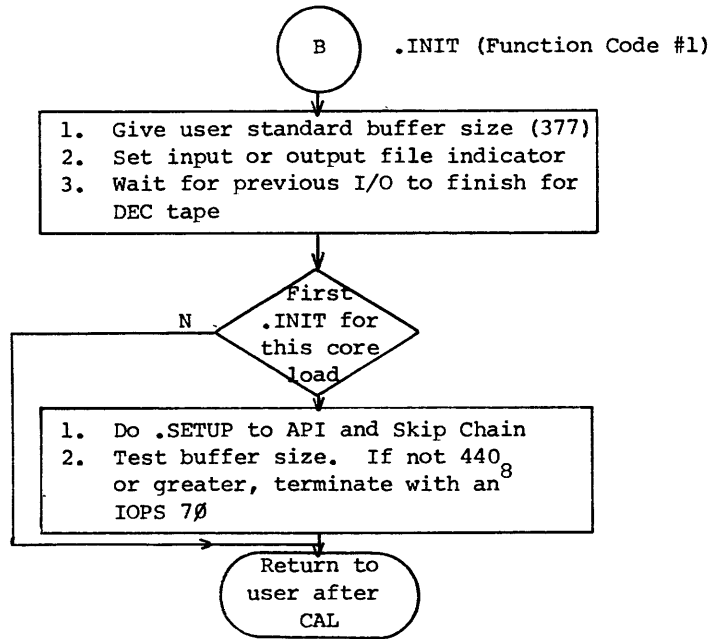 B
.INIT (Function Code #1)
1. Give user standard buffer size (377)
2. Set input or output file indicator
3. Wait for previous I/O to finish for
DEC tape
First
.INIT for
this core
load
N
1. Do .SETUP to API and Skip Chain
2. Test buffer size. If not 440₈
or greater, terminate with an
IOPS 7Ø
Return to
user after
CAL